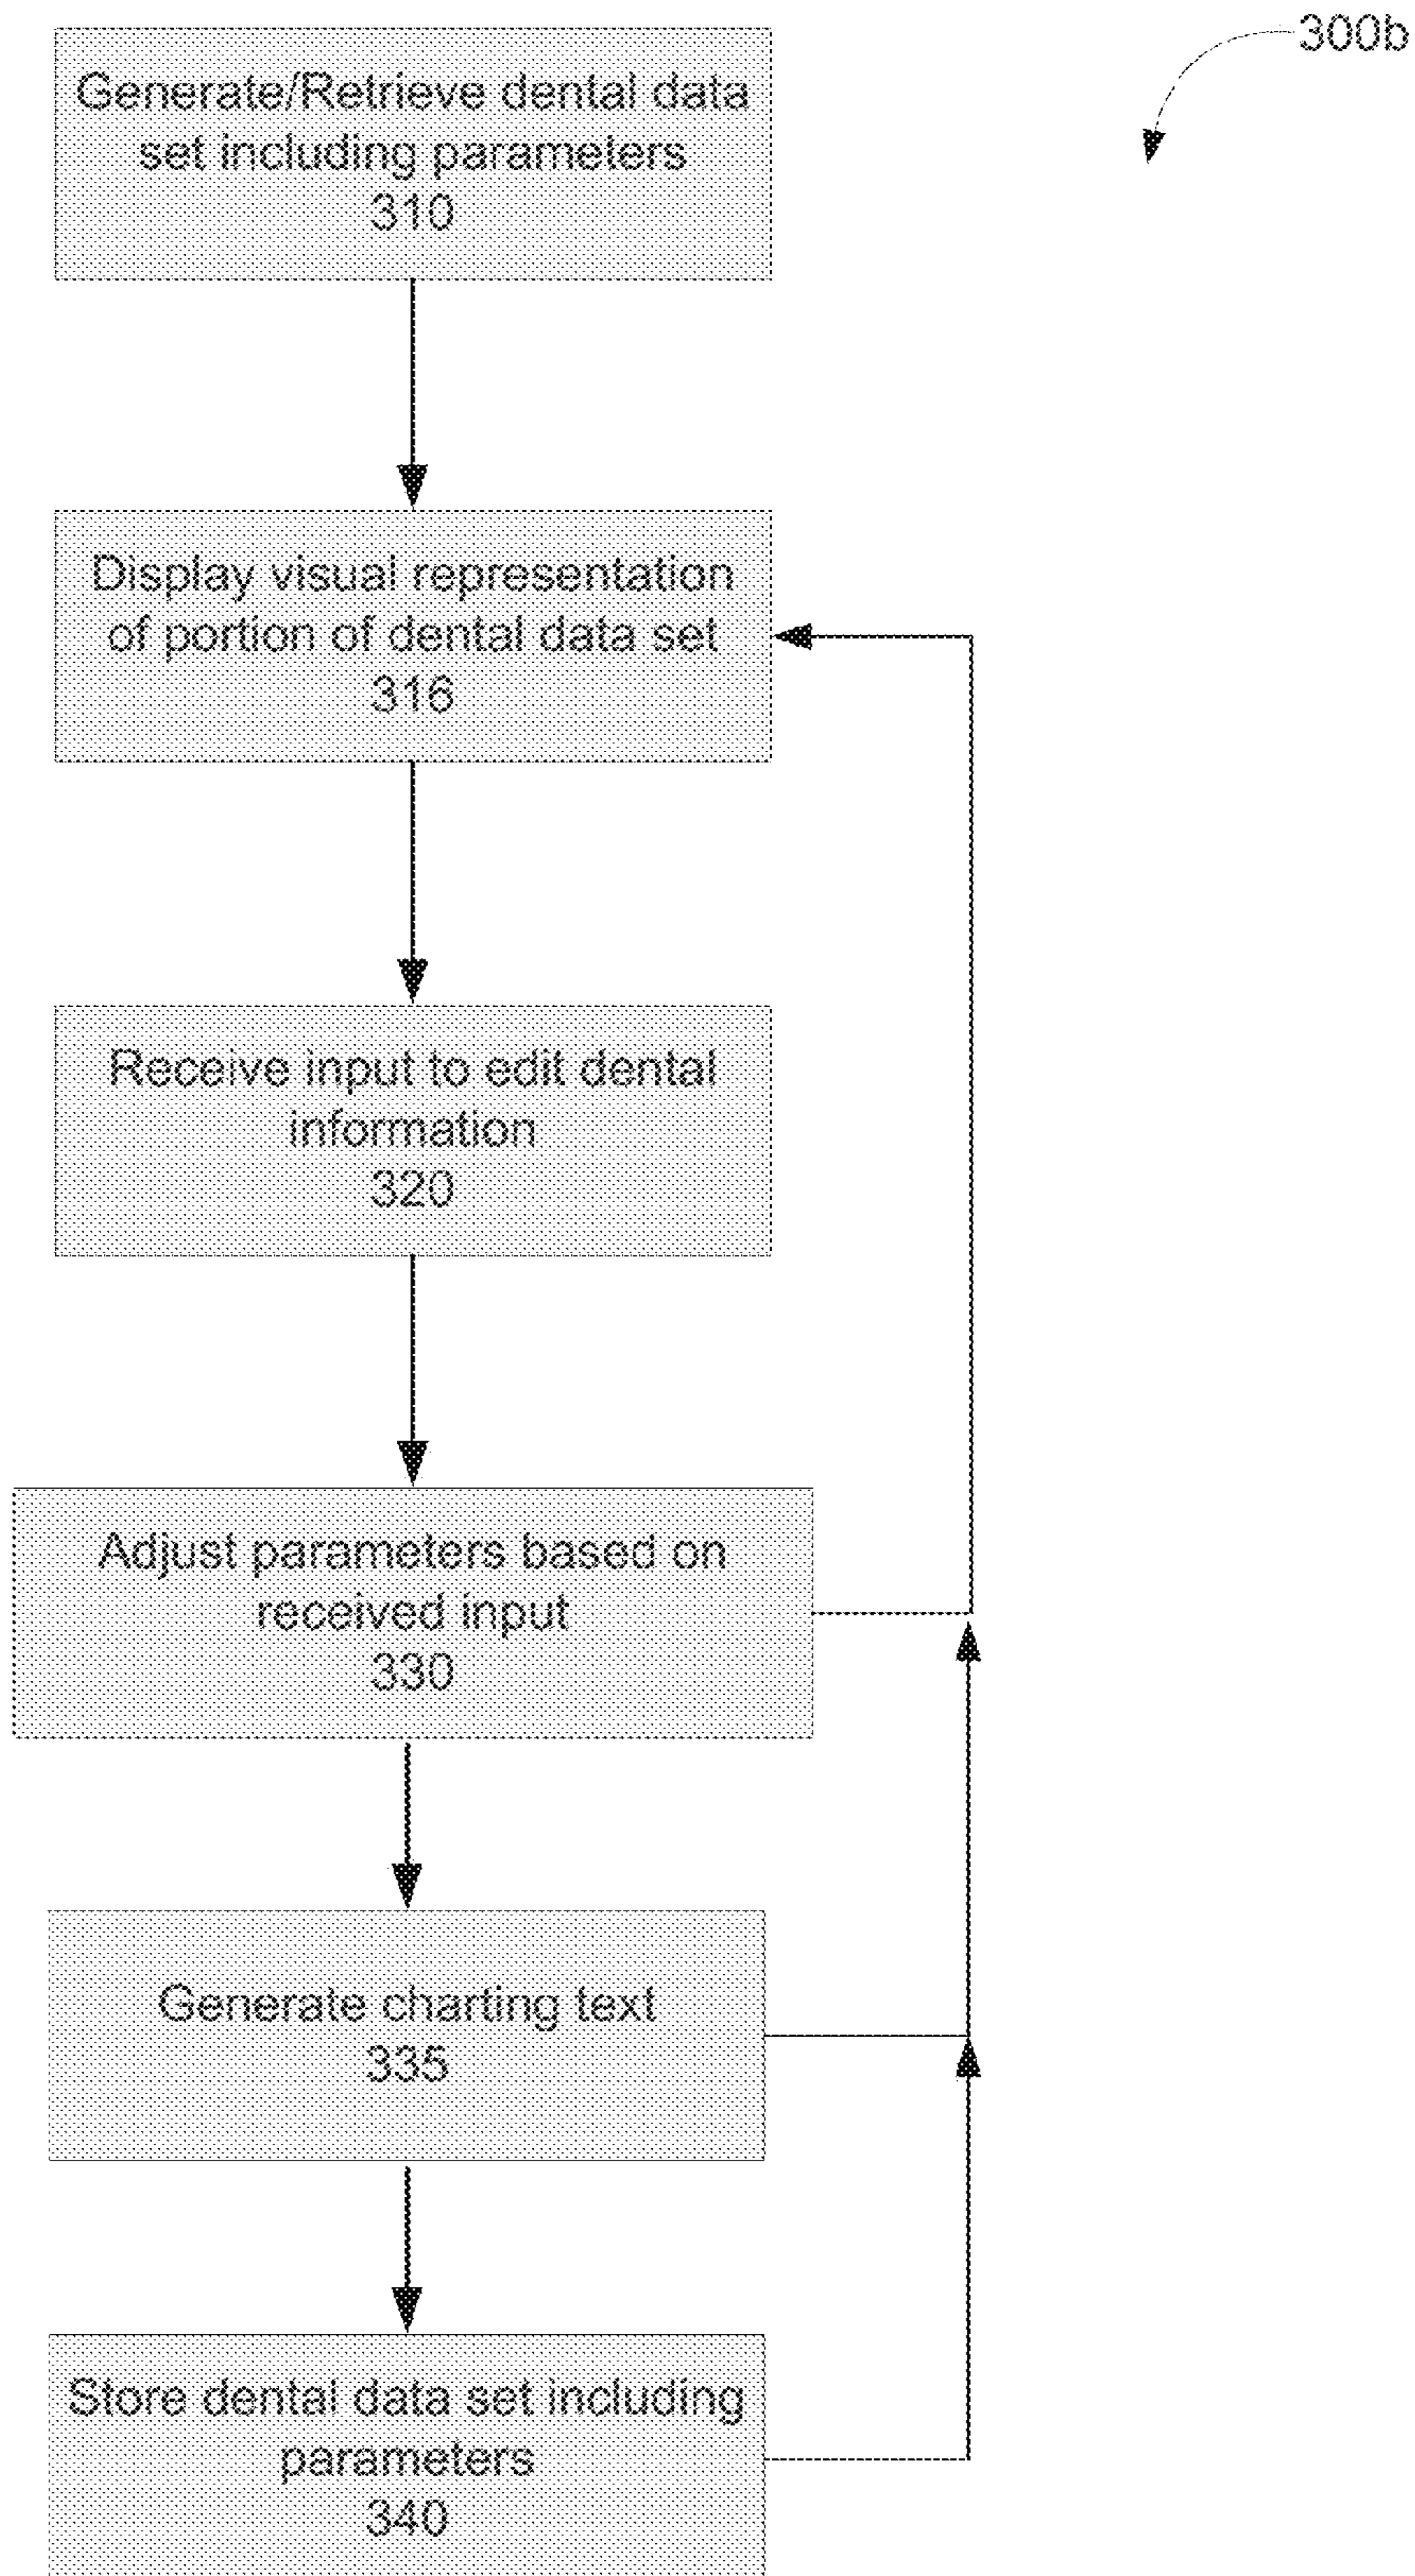 300b
Generate/Retrieve dental data
set including parameters
310
Display visual representation
of portion of dental data set
316
Receive input to edit dental
information
320
Adjust parameters based on
received input
330
Generate charting text
335
Store dental data set including
parameters
340